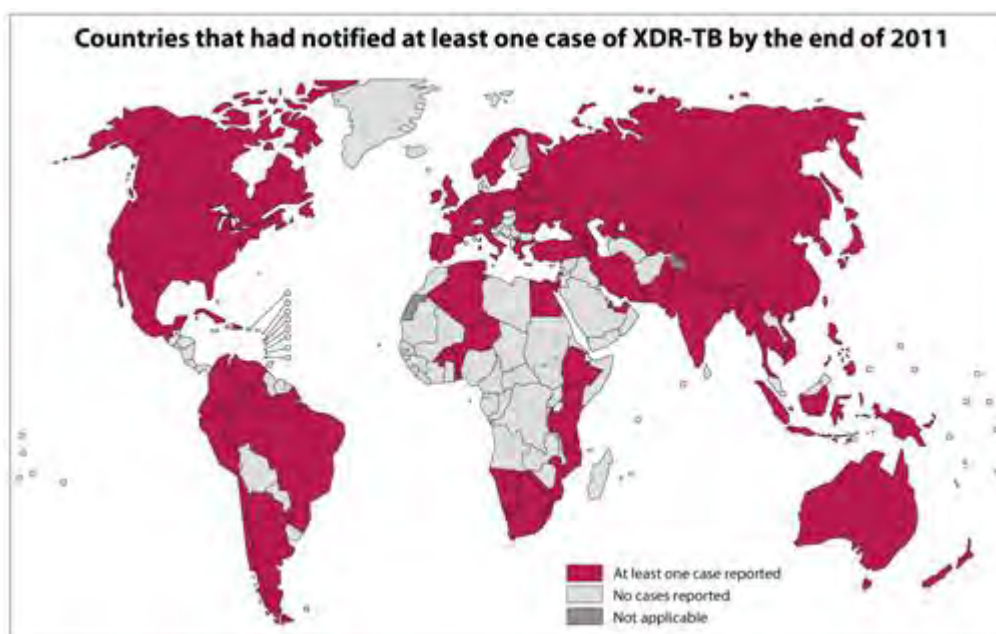 Countries that had notified at least one case of XDR-TB by the end of 2011
At least one case reported
No cases reported
Not applicable